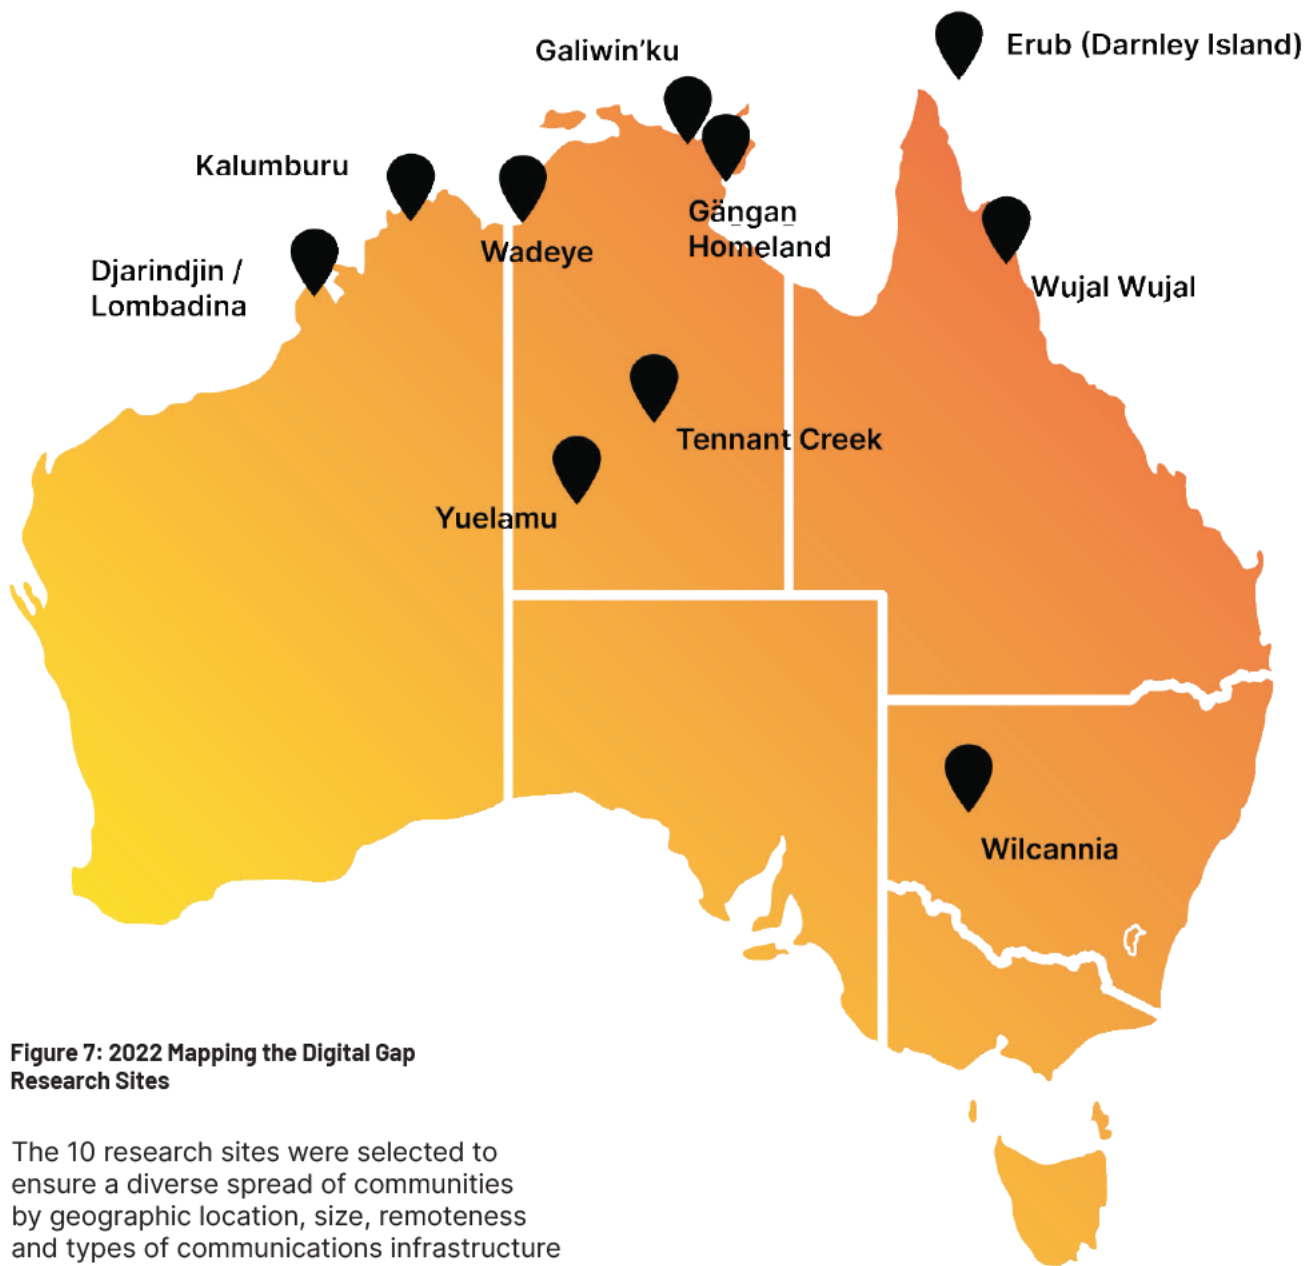 Erub (Darnley Island)
Galiwin’ku
Kalumburu
Gäṉgaṉ
Homeland
Wadeye
Djarindjin /
Lombadina
Wujal Wujal
Tennant Creek
Yuelamu
Wilcannia
Figure 7: 2022 Mapping the Digital Gap
Research Sites
The 10 research sites were selected to
ensure a diverse spread of communities
by geographic location, size, remoteness
and types of communications infrastructure